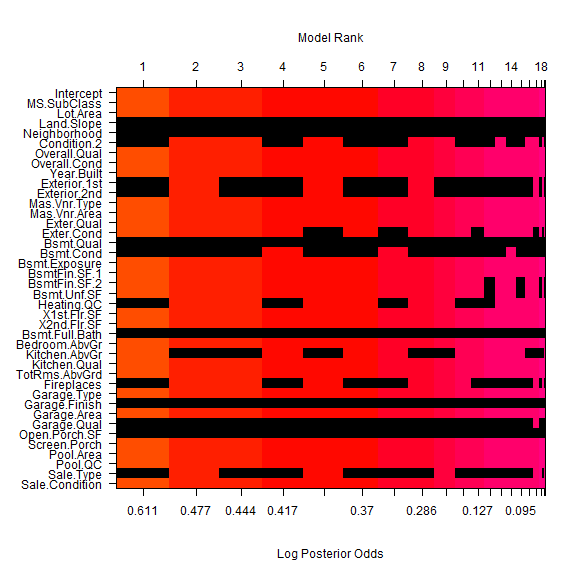 Model Rank
1 2 3 4 5 6 7 8 9 11 14 18
Intercept
MS.SubClass
Lot.Area
Land.Slope
Neighborhood
Condition.2
Overall.Qual
Overall.Cond
Year.Built
Exterior.1st
Exterior.2nd
Mas.Vnr.Type
Mas.Vnr.Area
Exter.Qual
Exter.Cond
Bsmt.Qual
Bsmt.Cond
Bsmt.Exposure
BsmtFin.SF.1
BsmtFin.SF.2
Bsmt.Unf.SF
Heating.QC
X1st.Flr.SF
X2nd.Flr.SF
Bsmt.Full.Bath
Bedroom.AbvGr
Kitchen.AbvGr
Kitchen.Qual
TotRms.AbvGrd
Fireplaces
Garage.Type
Garage.Finish
Garage.Area
Garage.Qual
Open.Porch.SF
Screen.Porch
Pool.Area
Pool.QC
Sale.Type
Sale.Condition
0.611 0.477 0.444 0.417 0.37 0.286 0.127 0.095
Log Posterior Odds